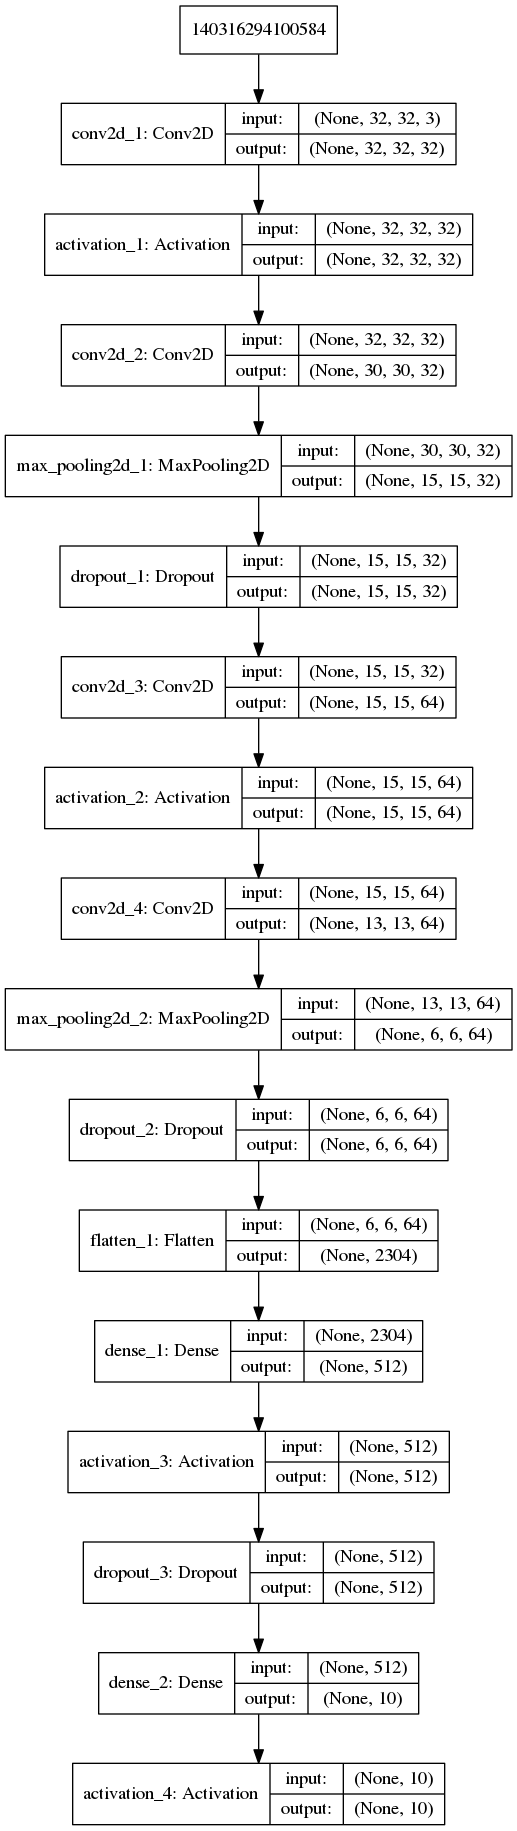 140316294100584
conv2d_1: Conv2D
input: (None, 32, 32, 3)
output: (None, 32, 32, 32)
activation_1: Activation
input: (None, 32, 32, 32)
output: (None, 32, 32, 32)
conv2d_2: Conv2D
input: (None, 32, 32, 32)
output: (None, 30, 30, 32)
max_pooling2d_1: MaxPooling2D
input: (None, 30, 30, 32)
output: (None, 15, 15, 32)
dropout_1: Dropout
input: (None, 15, 15, 32)
output: (None, 15, 15, 32)
conv2d_3: Conv2D
input: (None, 15, 15, 32)
output: (None, 15, 15, 64)
activation_2: Activation
input: (None, 15, 15, 64)
output: (None, 15, 15, 64)
conv2d_4: Conv2D
input: (None, 15, 15, 64)
output: (None, 13, 13, 64)
max_pooling2d_2: MaxPooling2D
input: (None, 13, 13, 64)
output: (None, 6, 6, 64)
dropout_2: Dropout
input: (None, 6, 6, 64)
output: (None, 6, 6, 64)
flatten_1: Flatten
input: (None, 6, 6, 64)
output: (None, 2304)
dense_1: Dense
input: (None, 2304)
output: (None, 512)
activation_3: Activation
input: (None, 512)
output: (None, 512)
dropout_3: Dropout
input: (None, 512)
output: (None, 512)
dense_2: Dense
input: (None, 512)
output: (None, 10)
activation_4: Activation
input: (None, 10)
output: (None, 10)